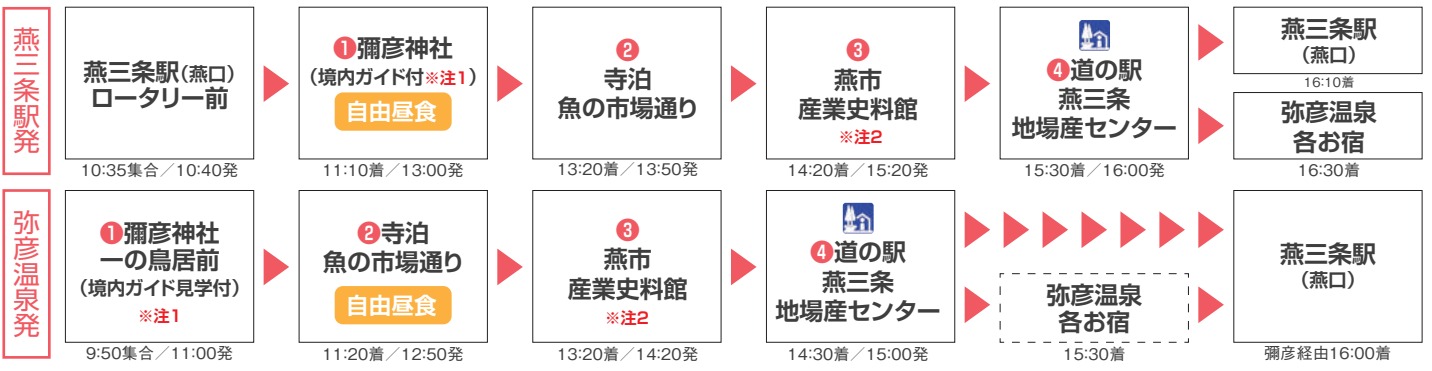 燕三条駅発
燕三条駅(燕口)
ロータリー前
10:35集合／10:40発
❶彌彦神社
(境内ガイド付※注1)
自由昼食
11:10着／13:00発
❷
寺泊
魚の市場通り
13:20着／13:50発
❸
燕市
産業史料館
※注2
14:20着／15:20発
❹道の駅
燕三条
地場産センター
15:30着／16:00発
燕三条駅
(燕口)
16:10着
弥彦温泉
各お宿
16:30着
弥彦温泉発
❶彌彦神社
一の鳥居前
(境内ガイド見学付)
※注1
9:50集合／11:00発
❷寺泊
魚の市場通り
自由昼食
11:20着／12:50発
❸
燕市
産業史料館
※注2
13:20着／14:20発
❹道の駅
燕三条
地場産センター
14:30着／15:00発
弥彦温泉
各お宿
15:30着
燕三条駅
(燕口)
彌彦経由16:00着